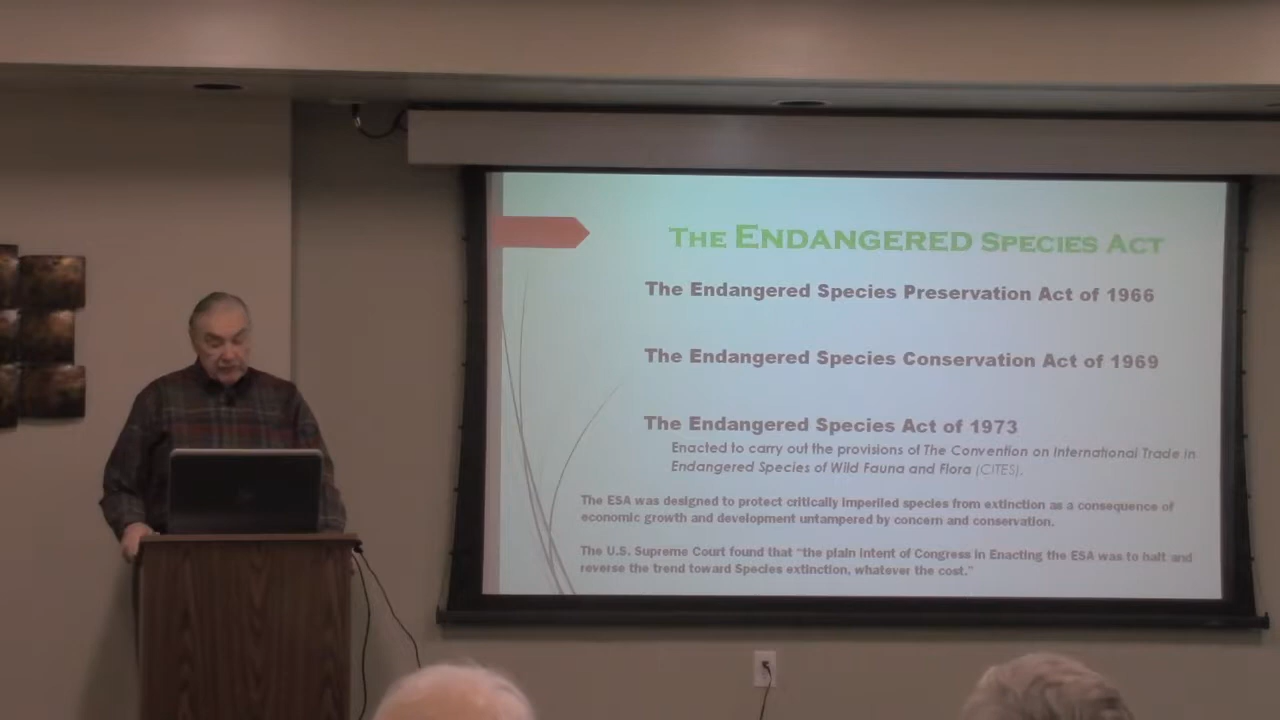 THE ENDANGERED SPECIES ACT
The Endangered Species Preservation Act of 1966
The Endangered Species Conservation Act of 1969
The Endangered Species Act of 1973
Enacted to carry out the provisions of The Convention on International Trade in
Endangered Species of Wild Fauna and Flora (CITES).
The ESA was designed to protect critically imperiled species from extinction as a consequence of
economic growth and development untampered by concern and conservation.
The U.S. Supreme Court found that "the plain intent of Congress in Enacting the ESA was to halt and
reverse the trend toward Species extinction, whatever the cost."